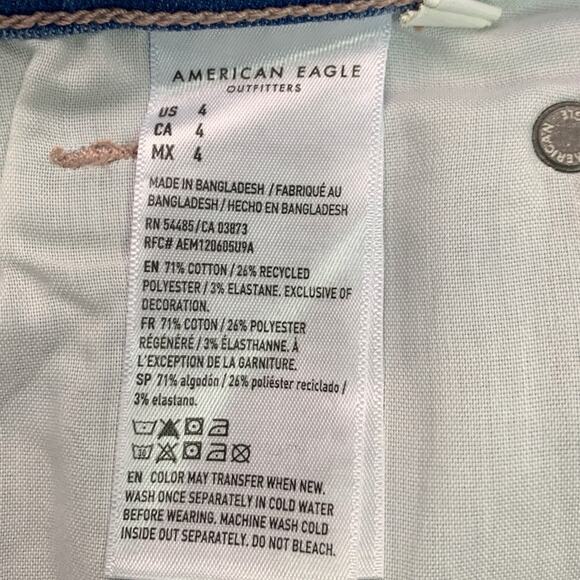 AMERICAN EAGLE
OUTFITTERS
US 4
CA 4
MX 4
MADE IN BANGLADESH / FABRIQUÉ AU
BANGLADESH / HECHO EN BANGLADESH
RN 54485/CA 03873
RFC# AEM120605U9A
EN 71% COTTON / 26% RECYCLED
POLYESTER / 3% ELASTANE. EXCLUSIVE OF
DECORATION.
FR 71% COTON / 26% POLYESTER
RÉGÉNÉRÉ / 3% ÉLASTHANNE. À
L'EXCEPTION DE LA GARNITURE.
SP 71% algodón / 26% poliéster reciclado /
3% elastano.
EN COLOR MAY TRANSFER WHEN NEW.
WASH ONCE SEPARATELY IN COLD WATER
BEFORE WEARING. MACHINE WASH COLD
INSIDE OUT SEPARATELY. DO NOT BLEACH.
AMERICAN